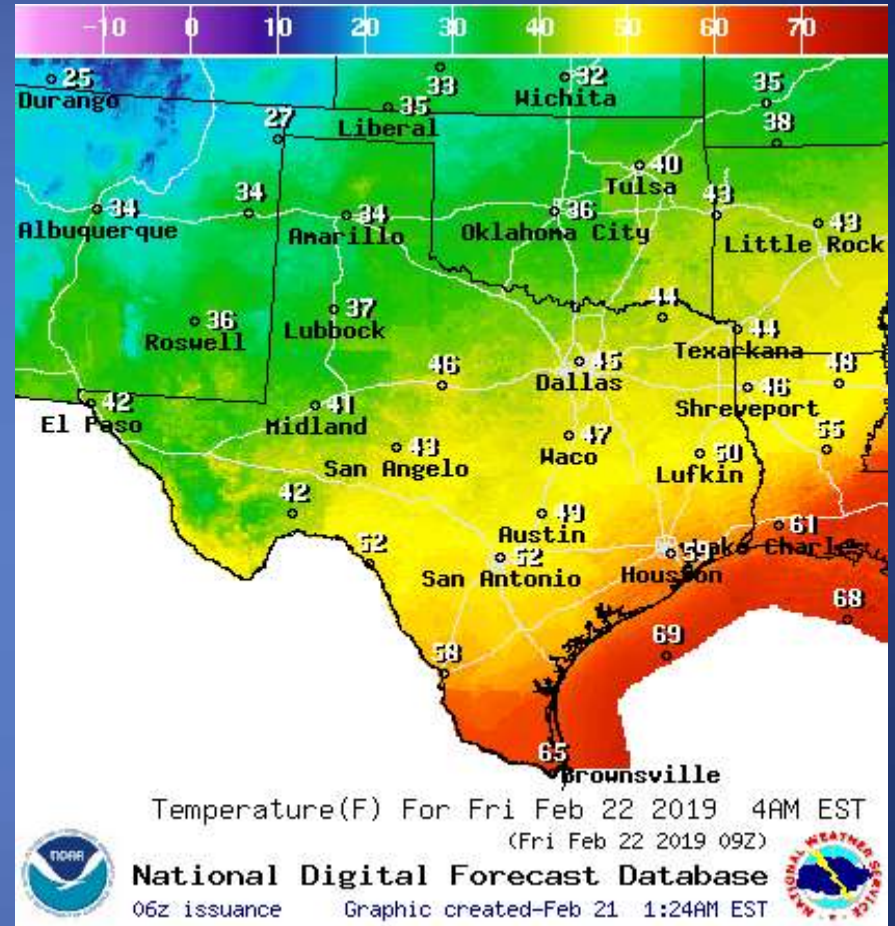 -10 0 10 20 30 40 50 60 70
25
Durango
33
32
Wichita
35
35
Liberal
27
38
40
Tulsa
34
Albuquerque
34
34
Amarillo
36
Oklahoma City
43
43
Little Rock
36
Roswell
37
Lubbock
44
44
Texarkana
46
45
Dallas
48
46
Shreveport
42
El Paso
41
Midland
43
San Angelo
47
Waco
50
Lufkin
55
42
49
Austin
61
Lake Charles
52
52
San Antonio
59
Houston
68
69
58
65
Brownsville
Temperature(F) For Fri Feb 22 2019 4AM EST
(Fri Feb 22 2019 09Z)
NOAA
National Digital Forecast Database
06z issuance Graphic created-Feb 21 1:24AM EST
NATIONAL WEATHER SERVICE